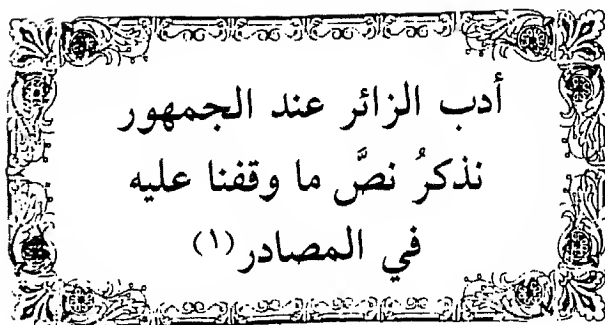 أدب الزائر عند الجمهور
نذكرُ نصَّ ما وقفنا عليه
في المصادر (١)